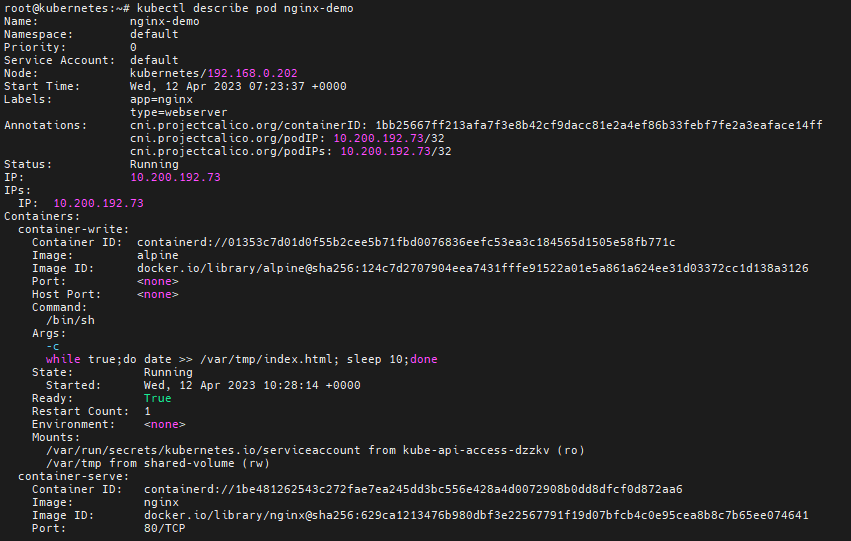 root@kubernetes:~# kubectl describe pod nginx-demo
Name:             nginx-demo
Namespace:        default
Priority:         0
Service Account:  default
Node:             kubernetes/192.168.0.202
Start Time:       Wed, 12 Apr 2023 07:23:37 +0000
Labels:           app=nginx
                  type=webserver
Annotations:      cni.projectcalico.org/containerID: 1bb25667ff213afa7f3e8b42cf9dacc81e2a4ef86b33febf7fe2a3eaface14ff
                  cni.projectcalico.org/podIP: 10.200.192.73/32
                  cni.projectcalico.org/podIPs: 10.200.192.73/32
Status:           Running
IP:               10.200.192.73
IPs:
  IP:  10.200.192.73
Containers:
  container-write:
    Container ID:  containerd://01353c7d01d0f55b2cee5b71fbd0076836eefc53ea3c184565d1505e58fb771c
    Image:         alpine
    Image ID:      docker.io/library/alpine@sha256:124c7d2707904eea7431fffe91522a01e5a861a624ee31d03372cc1d138a3126
    Port:          <none>
    Host Port:     <none>
    Command:
      /bin/sh
    Args:
      -c
      while true;do date >> /var/tmp/index.html; sleep 10;done
    State:          Running
      Started:      Wed, 12 Apr 2023 10:28:14 +0000
    Ready:          True
    Restart Count:  1
    Environment:    <none>
    Mounts:
      /var/run/secrets/kubernetes.io/serviceaccount from kube-api-access-dzzkv (ro)
      /var/tmp from shared-volume (rw)
  container-serve:
    Container ID:   containerd://1be481262543c272fae7ea245dd3bc556e428a4d0072908b0dd8dfcf0d872aa6
    Image:          nginx
    Image ID:       docker.io/library/nginx@sha256:629ca1213476b980dbf3e22567791f19d07bfcb4c0e95cea8b8c7b65ee074641
    Port:           80/TCP